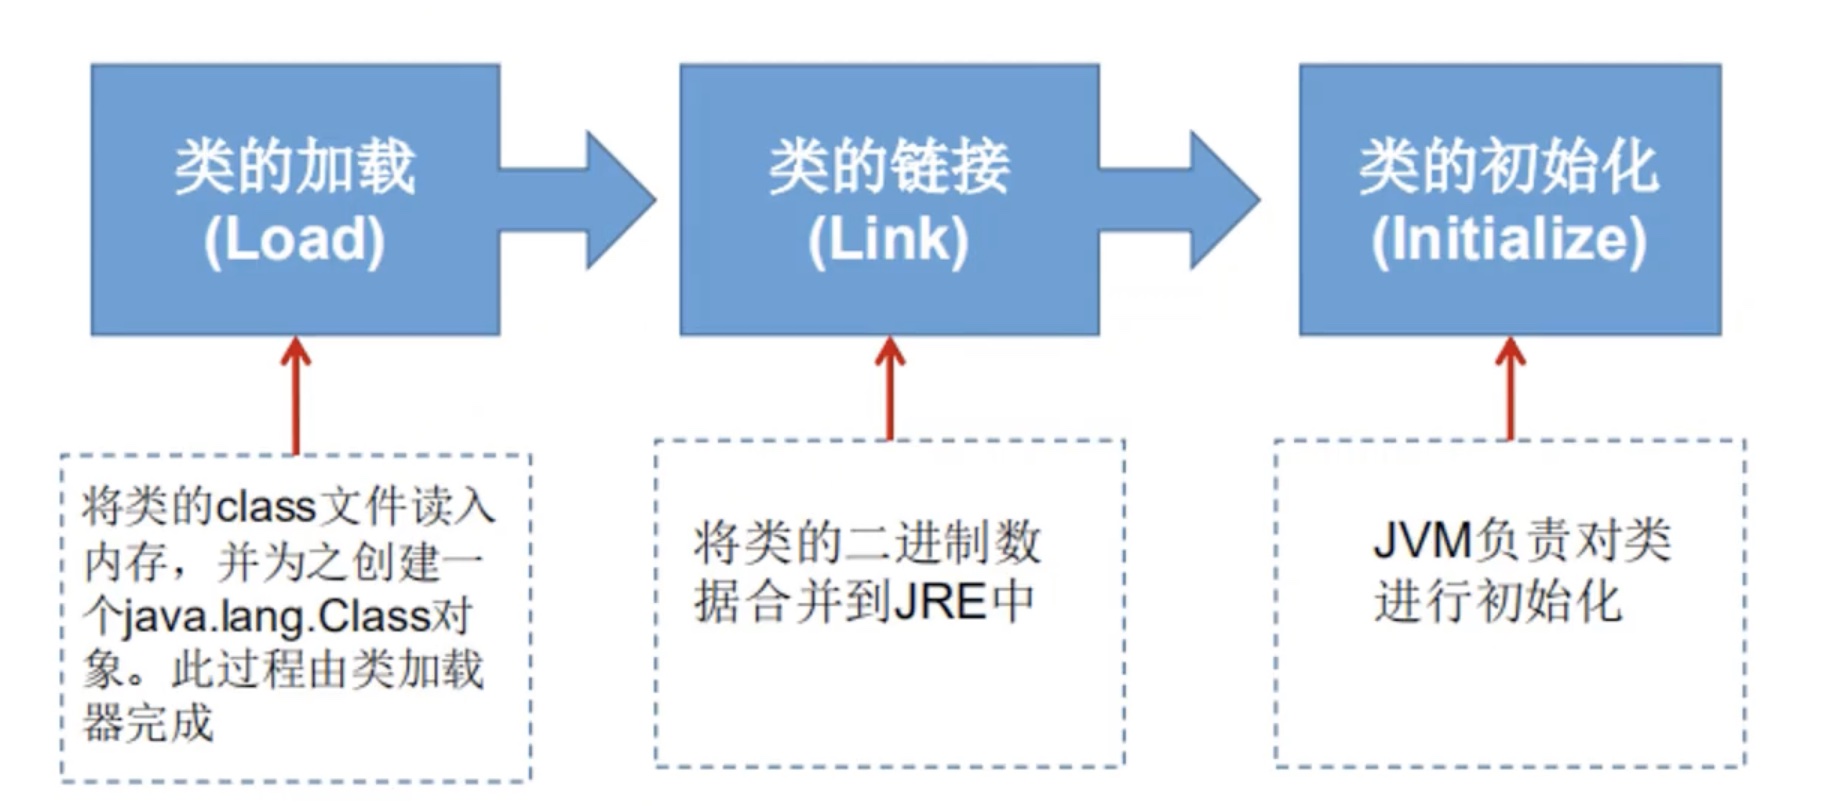 类的加载
(Load)
类的链接
(Link)
类的初始化
(Initialize)
将类的class文件读入
内存，并为之创建一
个java.lang.Class对
象。此过程由类加载
器完成
将类的二进制数
据合并到JRE中
JVM负责对类
进行初始化